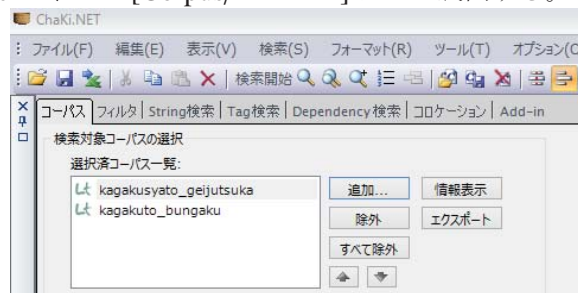 ChaKi.NET
ファイル(F) 編集(E) 表示(V) 検索(S) フォーマット(R) ツール(T) オプション(O
検索開始
コーパス フィルタ String検索 Tag検索 Dependency検索 コロケーション Add-in
検索対象コーパスの選択
選択済コーパス一覧:
Lt kagakusyato_geijutsuka 追加... 情報表示
Lt kagakuto_bungaku 除外 エクスポート
すべて除外